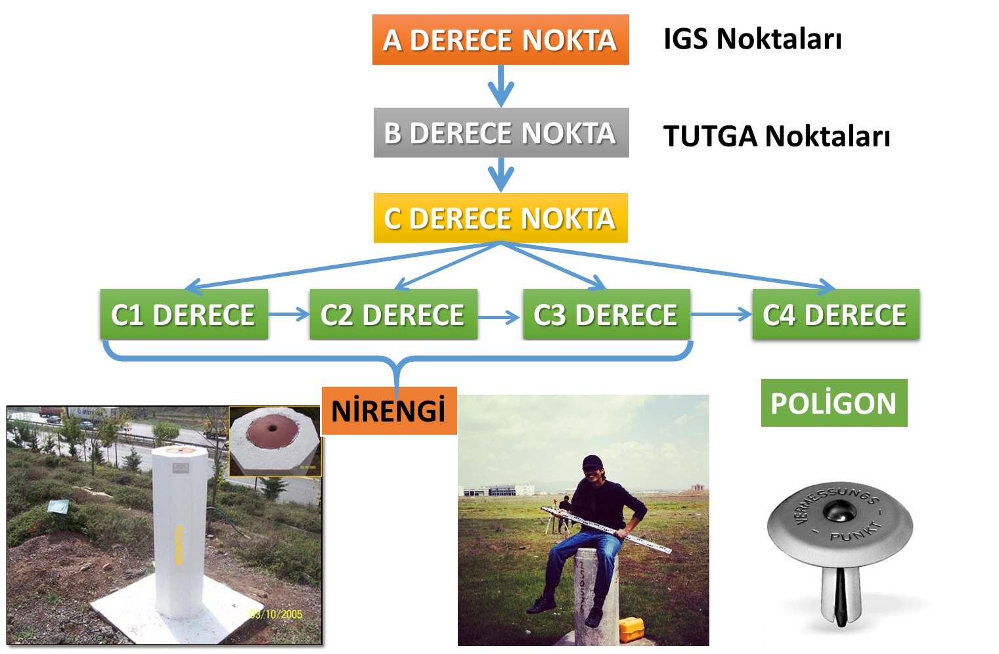 A DERECE NOKTA
IGS Noktaları
B DERECE NOKTA
TUTGA Noktaları
C DERECE NOKTA
C1 DERECE
C2 DERECE
C3 DERECE
C4 DERECE
NİRENGİ
POLİGON
03/10/2005
VERMESSUNGS
- PUNKT -